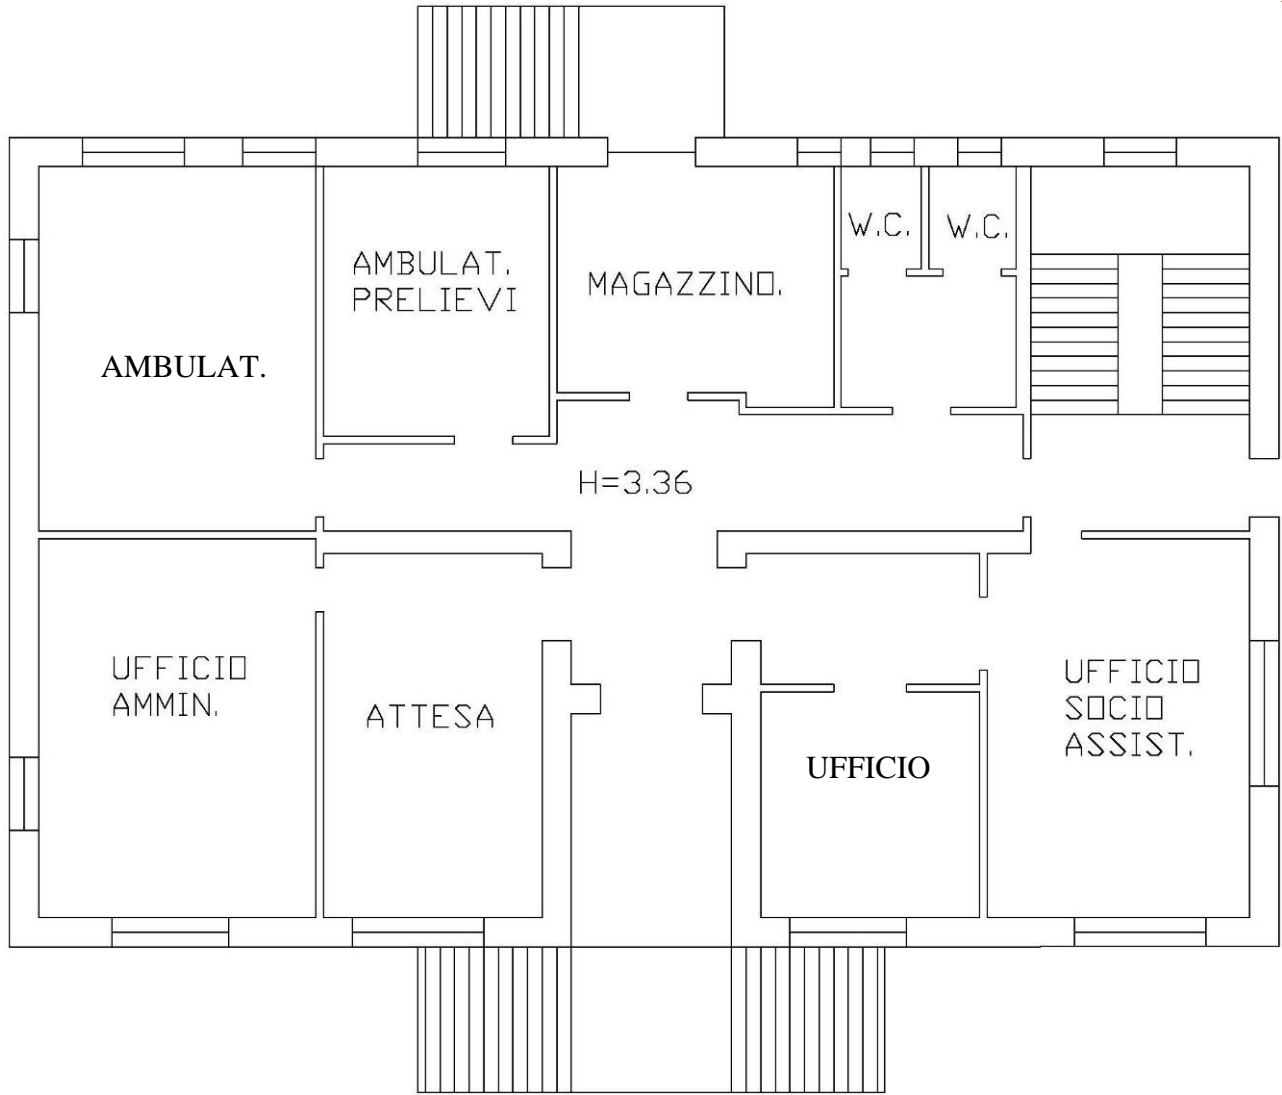 W.C.
W.C.
AMBULAT.
PRELIEVI
MAGAZZINO.
AMBULAT.
H=3.36
UFFICIO
AMMIN.
ATTESA
UFFICIO
UFFICIO
SOCIO
ASSIST.